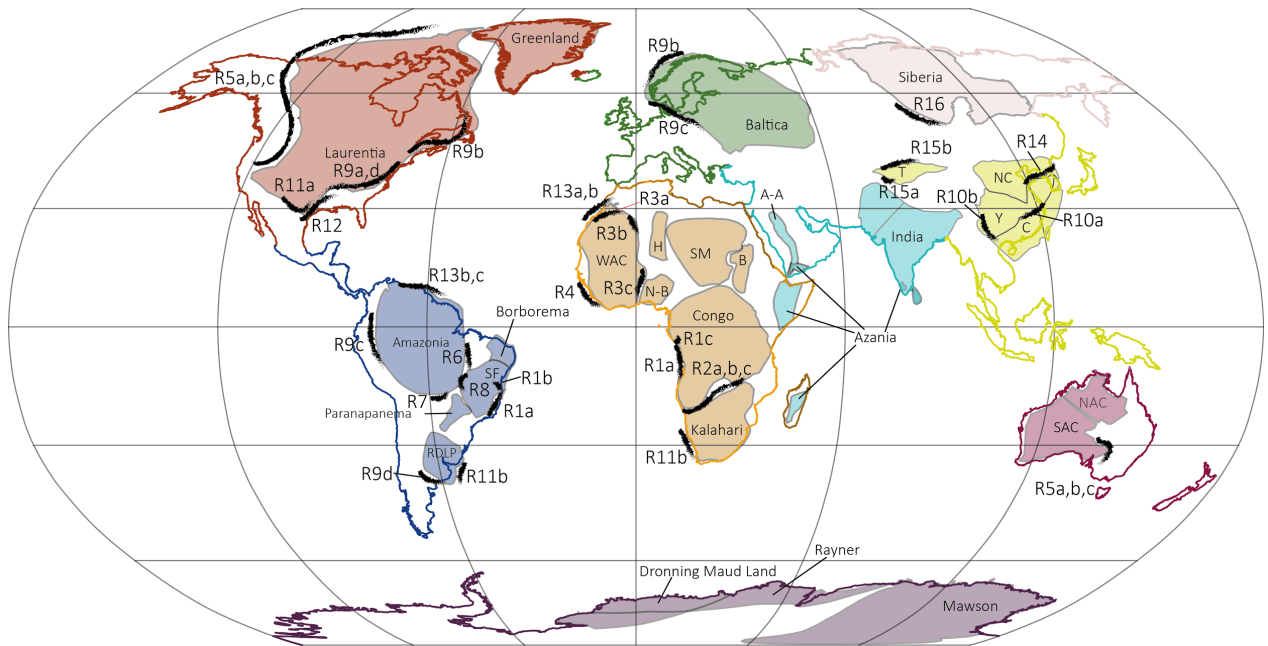 Greenland
R9b
R5a,b,c
Siberia
R16
R9c
Baltica
Laurentia
R9b
R9a,d
R15b
R14
T
NC
R11a
R13a,b
R3a
A-A
R15a
R10b
R12
R3b
H
Y
C
R10a
India
WAC
SM
B
R13b,c
R4
R3c
N-B
Borborema
Congo
R9c
Amazonia
R6
R1c
Azania
R1a
R2a,b,c
SF
R1b
R8
R7
R1a
Paranapanema
NAC
SAC
Kalahari
RDLP
R11b
R9d
R11b
R5a,b,c
Rayner
Dronning Maud Land
Mawson